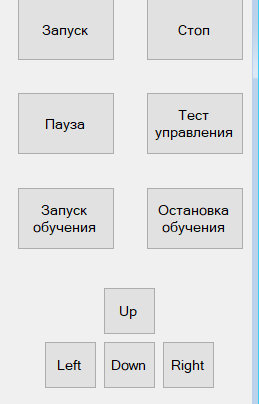 Запуск
Стоп
Пауза
Тест
управления
Запуск
обучения
Остановка
обучения
Up
Left
Down
Right